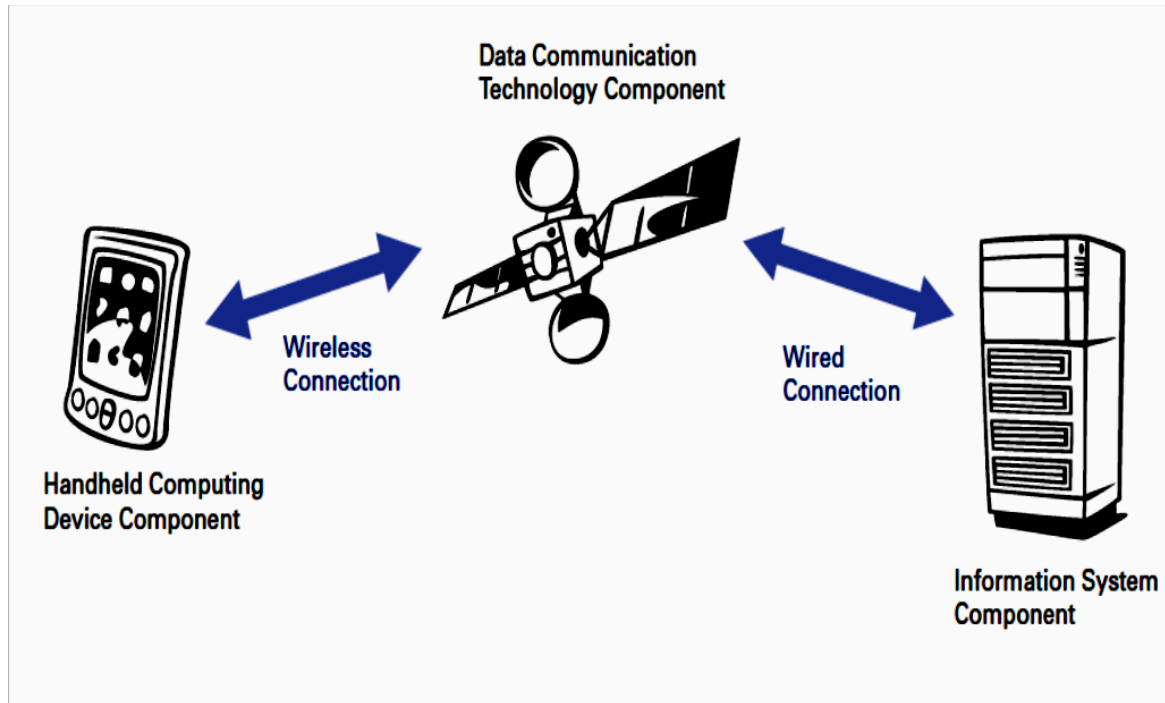 Data Communication
Technology Component
Wireless
Connection
Wired
Connection
Handheld Computing
Device Component
Information System
Component